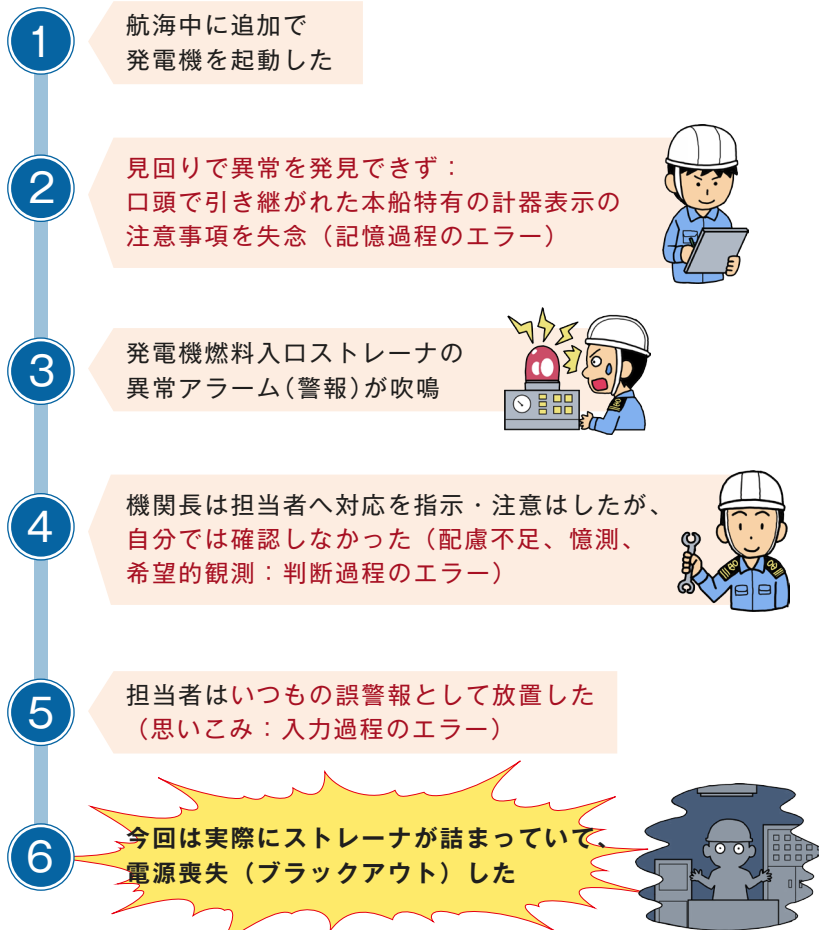 1
航海中に追加で
発電機を起動した
2
見回りで異常を発見できず：
口頭で引き継がれた本船特有の計器表示の
注意事項を失念（記憶過程のエラー）
3
発電機燃料入口ストレーナの
異常アラーム(警報)が吹鳴
4
機関長は担当者へ対応を指示・注意はしたが、
自分では確認しなかった（配慮不足、憶測、
希望的観測：判断過程のエラー）
5
担当者はいつもの誤警報として放置した
（思いこみ：入力過程のエラー）
6
今回は実際にストレーナが詰まっていて、
電源喪失（ブラックアウト）した